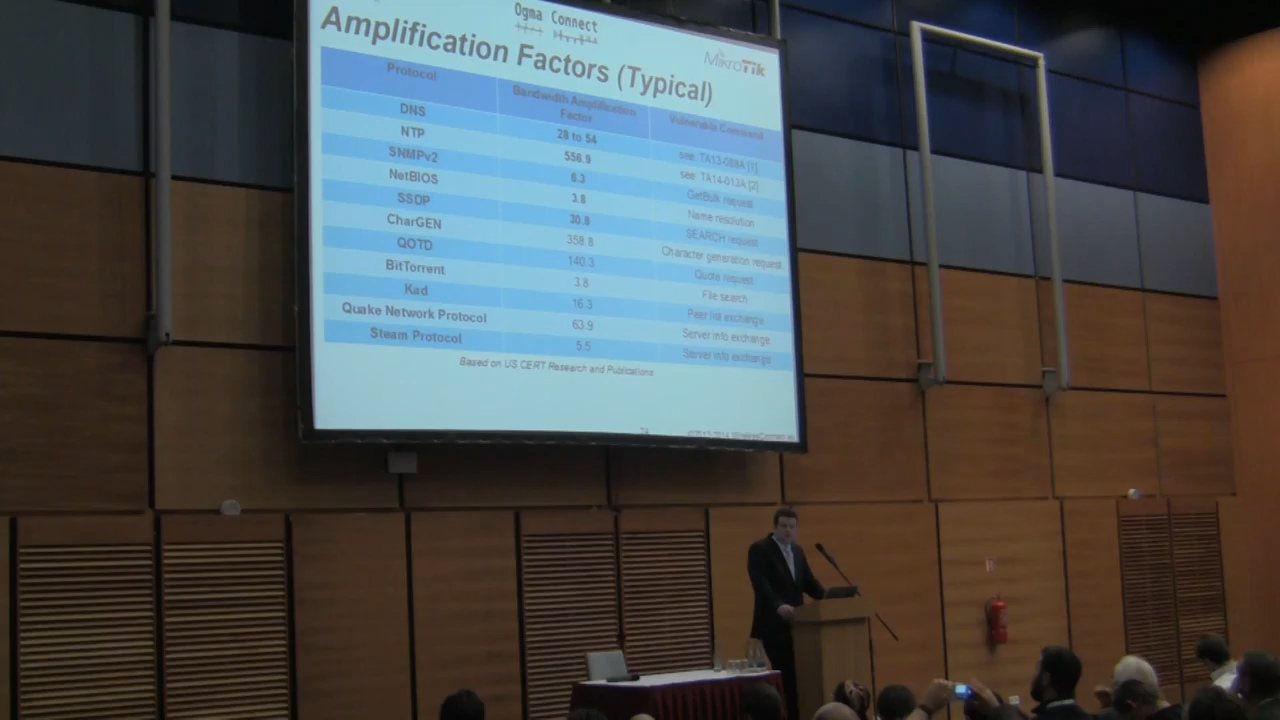 Ogma Connect
Amplification Factors (Typical)
MikroTik
Protocol Bandwidth Amplification Factor Vulnerable Command
DNS 28 to 54 see: TA13-088A [1]
NTP 556.9 see: TA14-013A [2]
SNMPv2 6.3 GetBulk request
NetBIOS 3.8 Name resolution
SSDP 30.8 SEARCH request
CharGEN 358.8 Character generation request
QOTD 140.3 Quote request
BitTorrent 3.8 File search
Kad 16.3 Peer list exchange
Quake Network Protocol 63.9 Server info exchange
Steam Protocol 5.5 Server info exchange
Based on US CERT Research and Publications